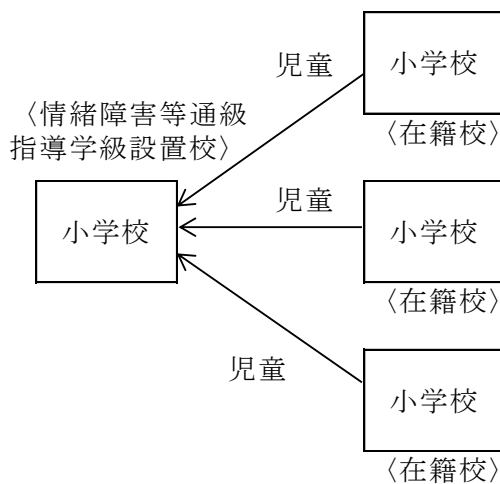 児童
小学校
〈在籍校〉
〈情緒障害等通級
指導学級設置校〉
小学校
児童
小学校
〈在籍校〉
児童
小学校
〈在籍校〉